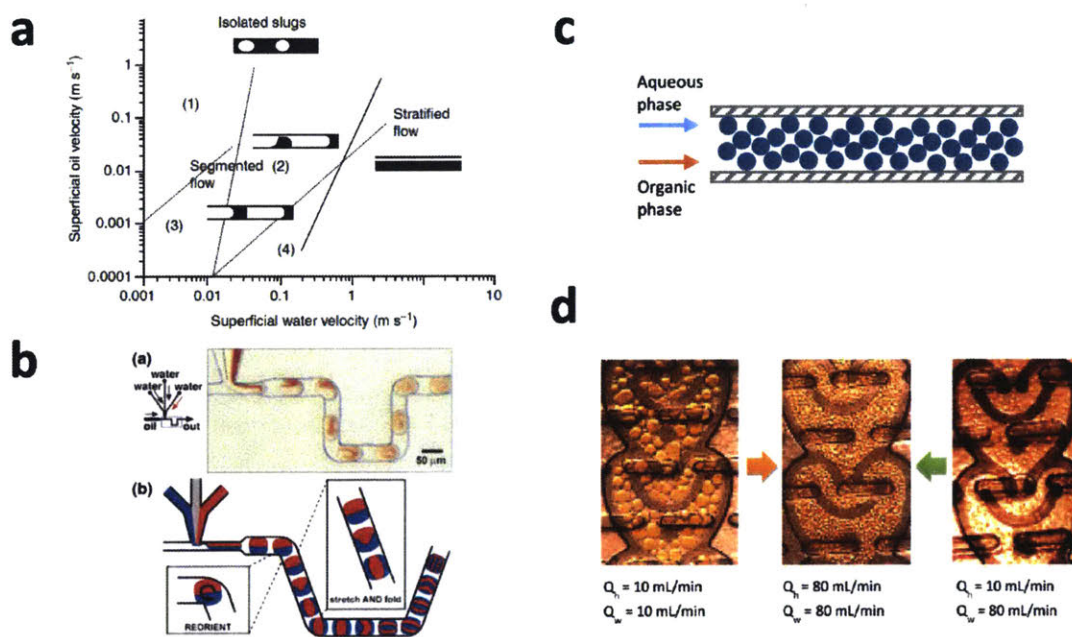 a
Isolated slugs
Superficial oil velocity (m s⁻¹)
1
0.1
0.01
0.001
0.0001
(1)
Segmented
flow
(2)
(3)
(4)
Stratified
flow
0.001
0.01
0.1
1
10
Superficial water velocity (m s⁻¹)
b
(a)
water
water
water
oil
out
50 µm
(b)
REORIENT
stretch AND fold
c
Aqueous
phase
Organic
phase
d
Qh = 10 mL/min
Qw = 10 mL/min
Qh = 80 mL/min
Qw = 80 mL/min
Qh = 10 mL/min
Qw = 80 mL/min